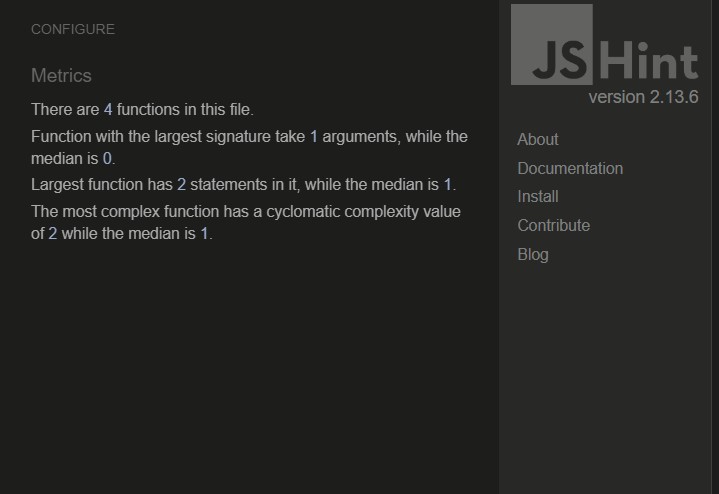 CONFIGURE
Metrics
There are 4 functions in this file.
Function with the largest signature take 1 arguments, while the
median is 0.
Largest function has 2 statements in it, while the median is 1.
The most complex function has a cyclomatic complexity value
of 2 while the median is 1.
JSHint
version 2.13.6
About
Documentation
Install
Contribute
Blog